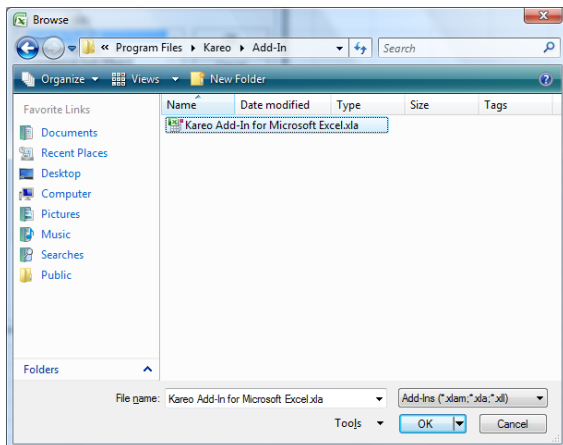 Browse
« Program Files Kareo Add-In Search
Organize Views New Folder
Favorite Links
Documents
Recent Places
Desktop
Computer
Pictures
Music
Searches
Public
Folders
Name Date modified Type Size Tags
Kareo Add-In for Microsoft Excel.xla
File name: Kareo Add-In for Microsoft Excel.xla Add-Ins (*.xlam;*.xla;*.xll)
Tools OK Cancel